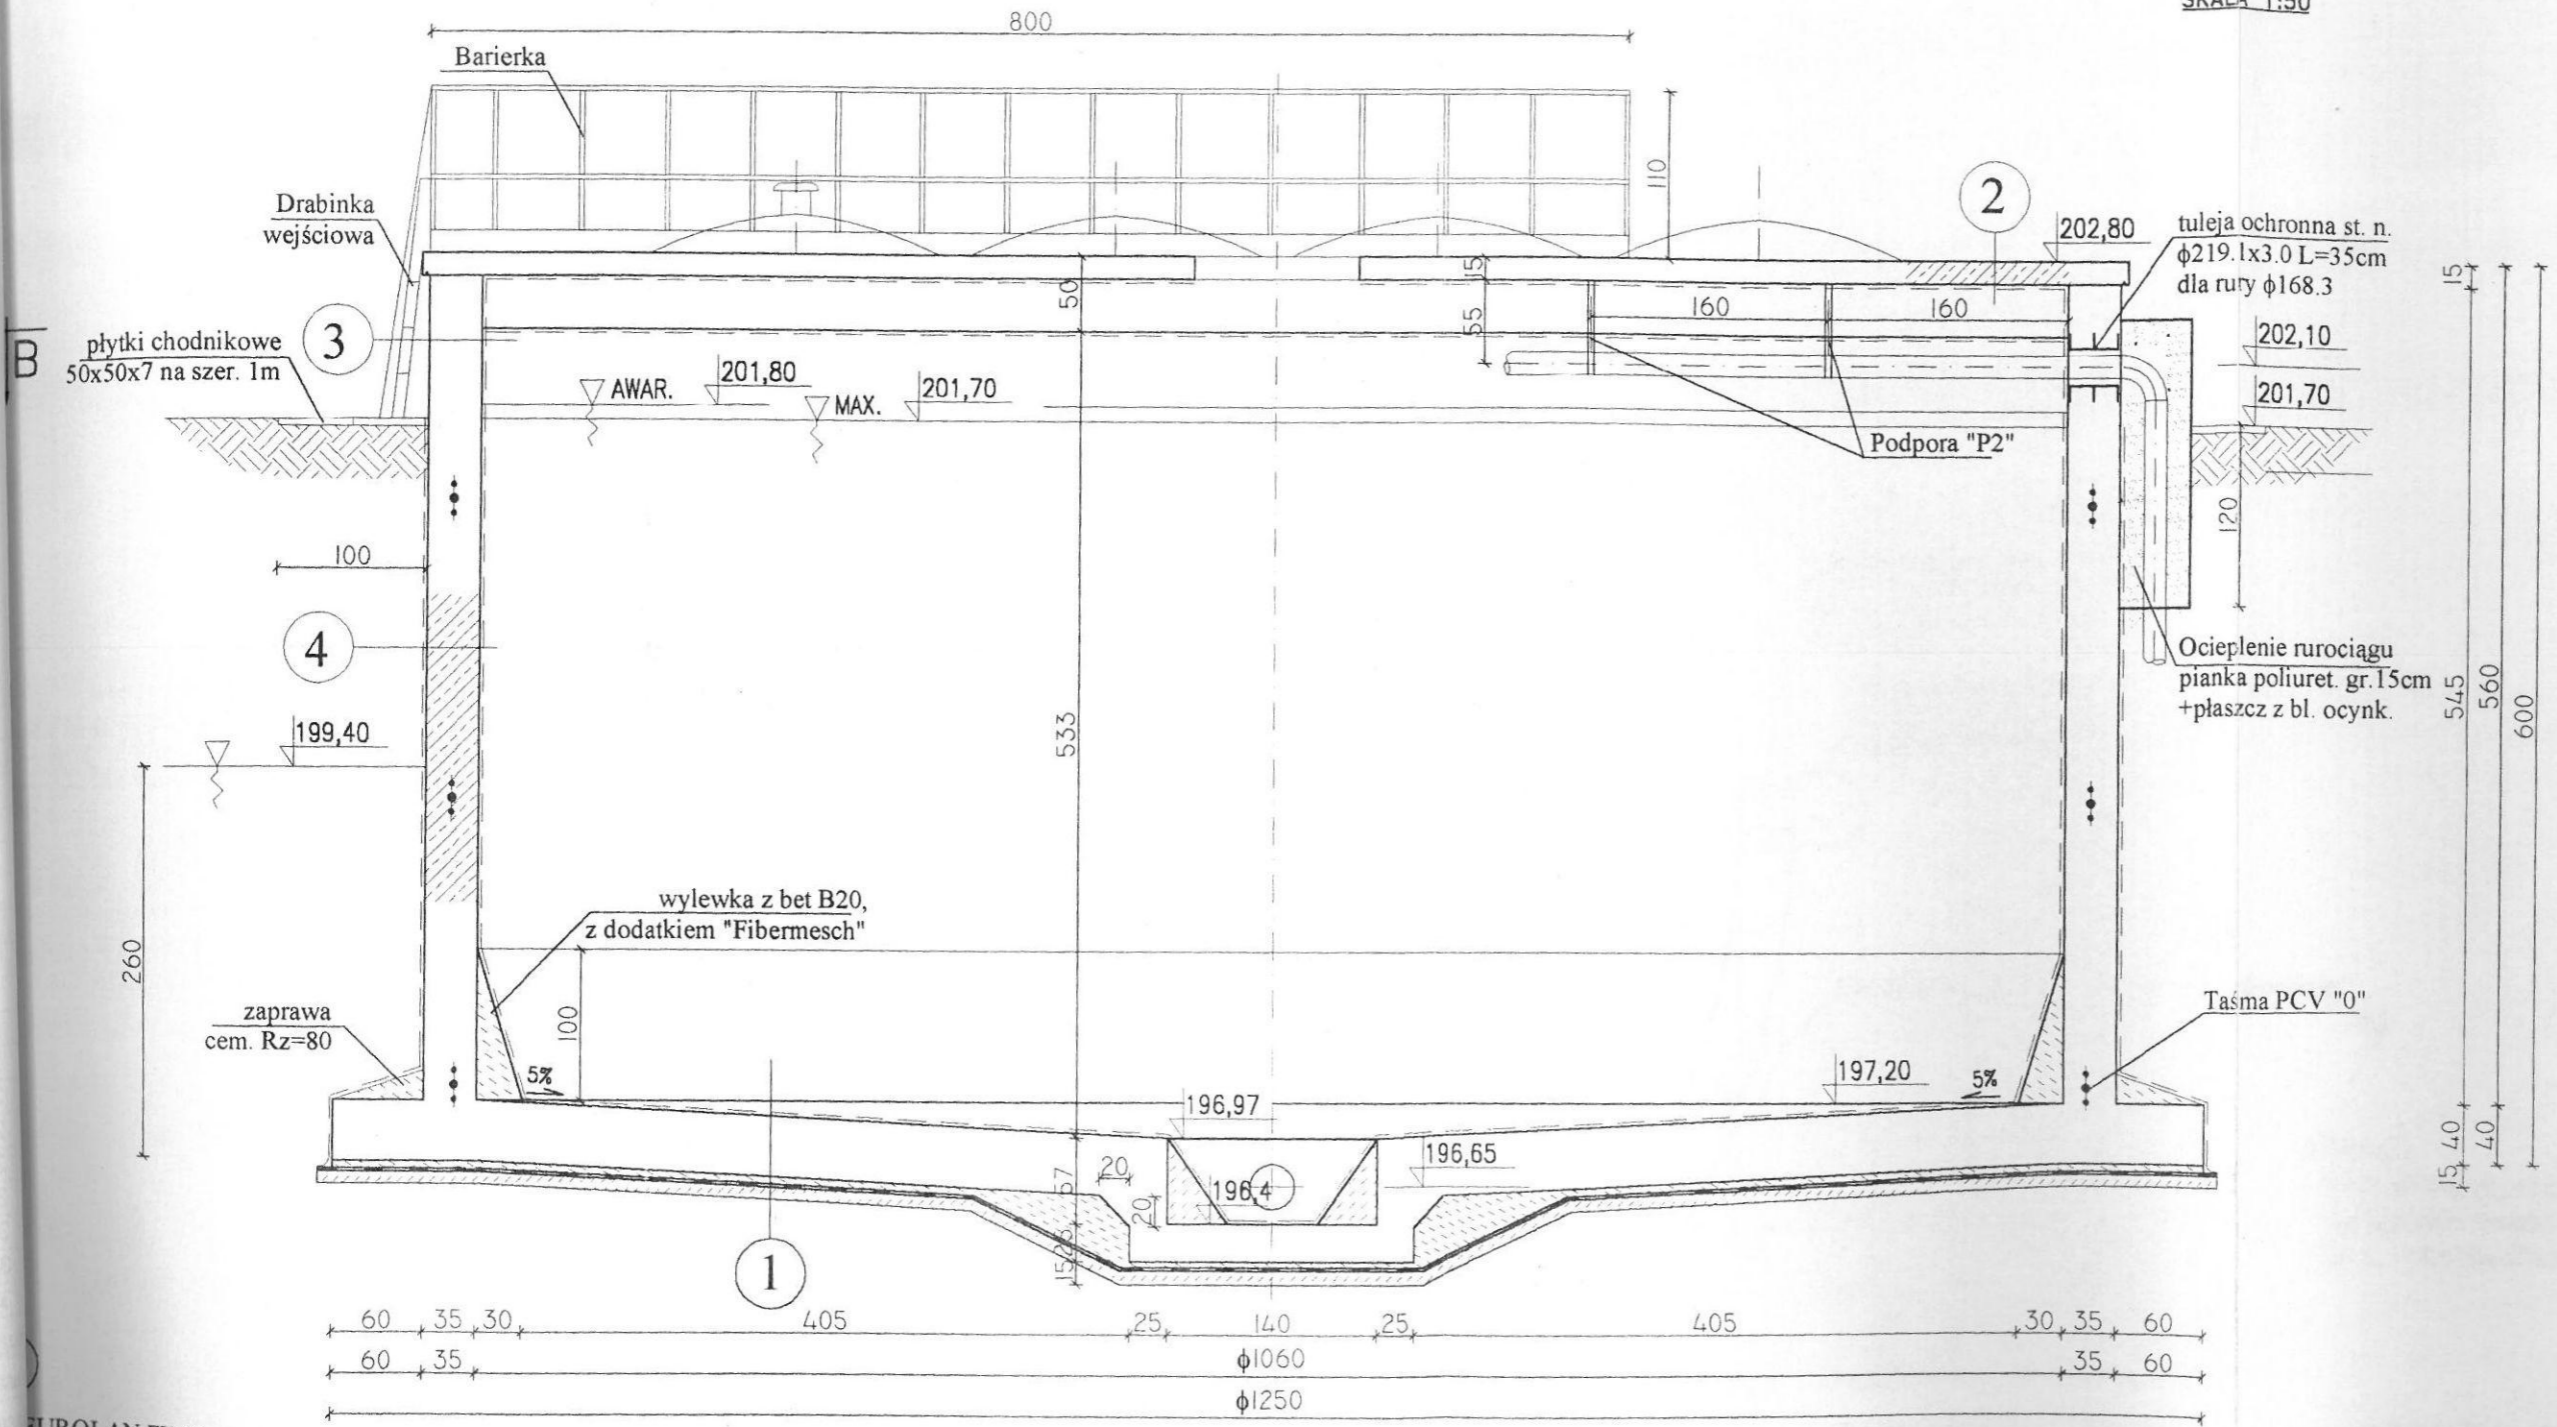 SKALA 1:50
800
Barierka
110
Drabinka
wejściowa
2
202,80
tuleja ochronna st. n.
ϕ219.1x3.0 L=35cm
dla rury ϕ168.3
15
50
15
55
160
160
3
B
płytki chodnikowe
50x50x7 na szer. 1m
202,10
AWAR.
201,80
MAX.
201,70
201,70
Podpora "P2"
120
100
4
Ocieplenie rurociągu
pianka poliuret. gr.15cm
+płaszcz z bl. ocynk.
545
560
600
533
199,40
wylewka z bet B20,
z dodatkiem "Fibermesch"
260
100
zaprawa
cem. Rz=80
Taśma PCV "0"
5%
197,20
5%
196,97
196,65
40
40
15
20
57
196,4
20
25
15
1
60 35 30 405 25 140 25 405 30 35 60
60 35 ϕ1060 35 60
ϕ1250